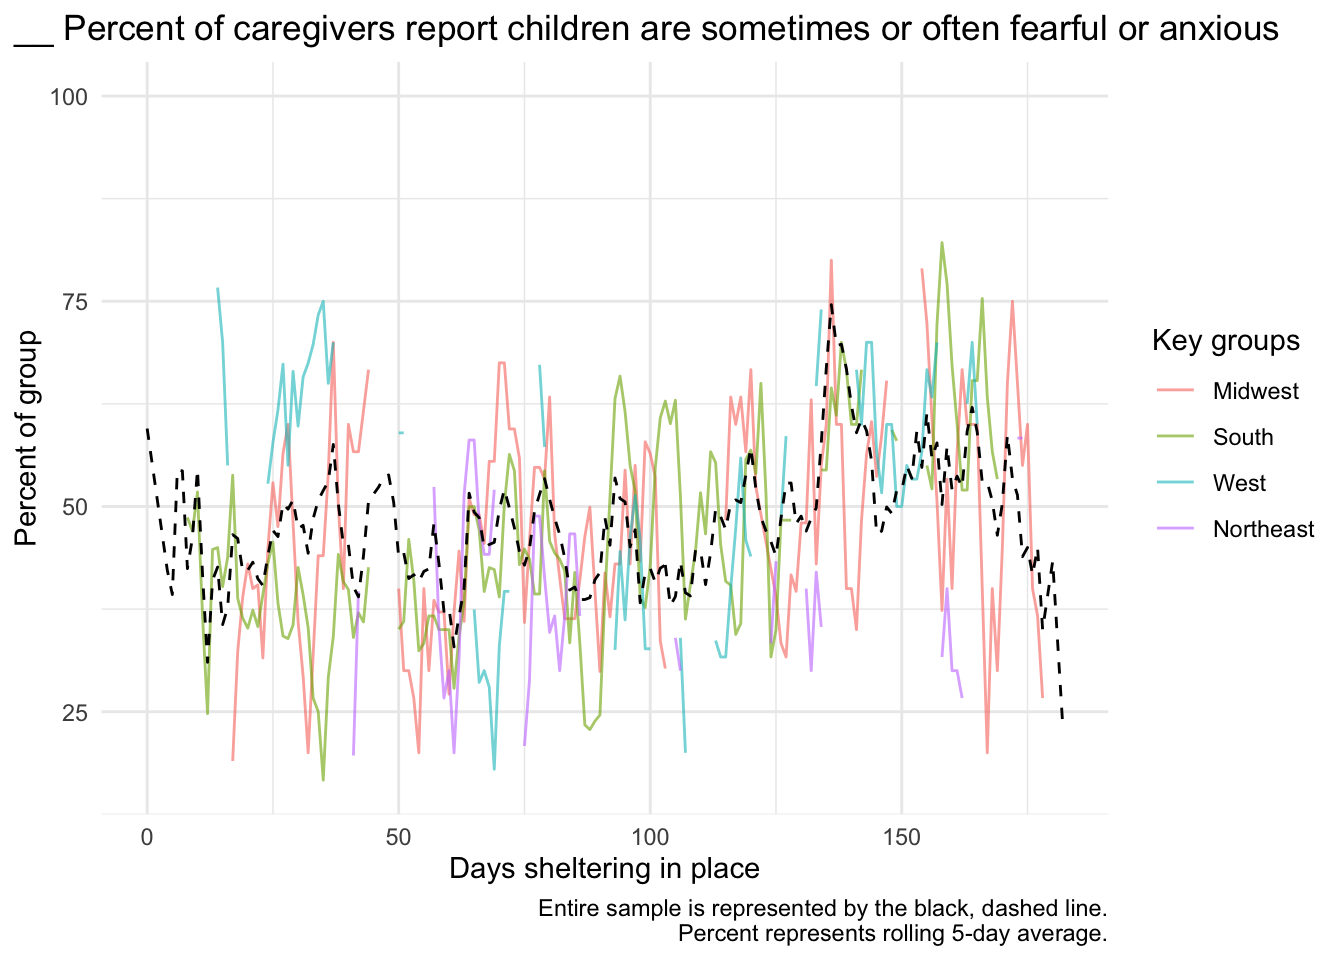 __ Percent of caregivers report children are sometimes or often fearful or anxious
100
75
50
25
Percent of group
0 50 100 150
Days sheltering in place
Key groups
Midwest
South
West
Northeast
Entire sample is represented by the black, dashed line.
Percent represents rolling 5-day average.